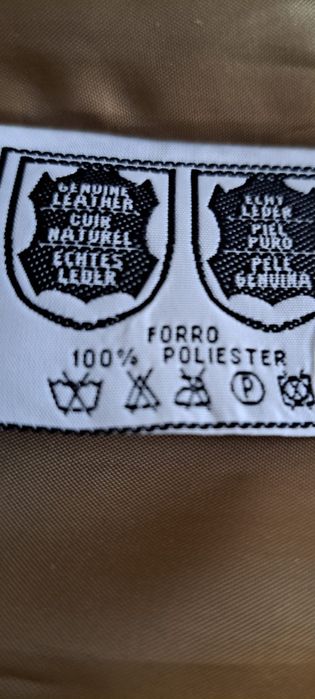 GENUINE
LEATHER
CUIR
NATUREL
ECHTES
LEDER
ECHT
LEDER
PIEL
PURO
PELE
GENUINA
FORRO
100% POLIESTER
P